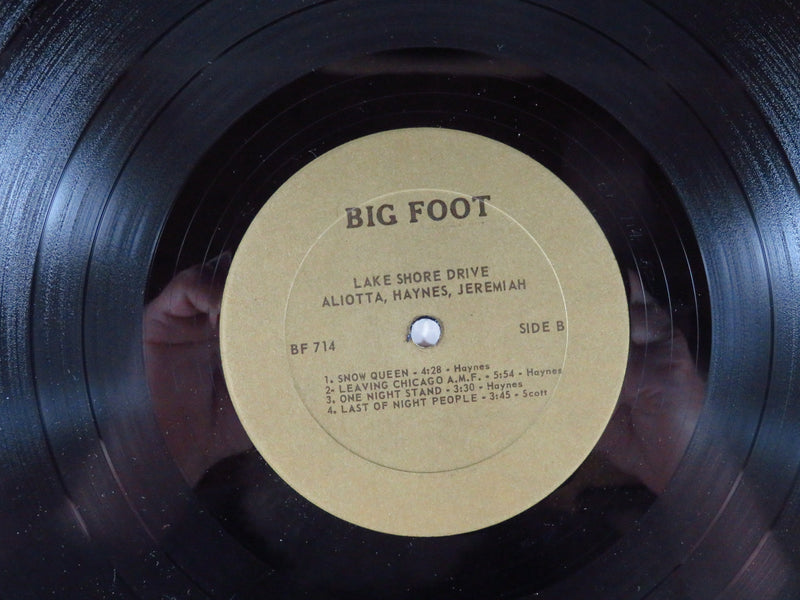 BIG FOOT
LAKE SHORE DRIVE
ALIOTTA, HAYNES, JEREMIAH
BF 714
SIDE B
1. SNOW QUEEN - 4:28 - Haynes
2- LEAVING CHICAGO A.M.F. - 5:54 - Haynes
3. ONE NIGHT STAND - 3:30 - Haynes
4. LAST OF NIGHT PEOPLE - 3:45 - Scott